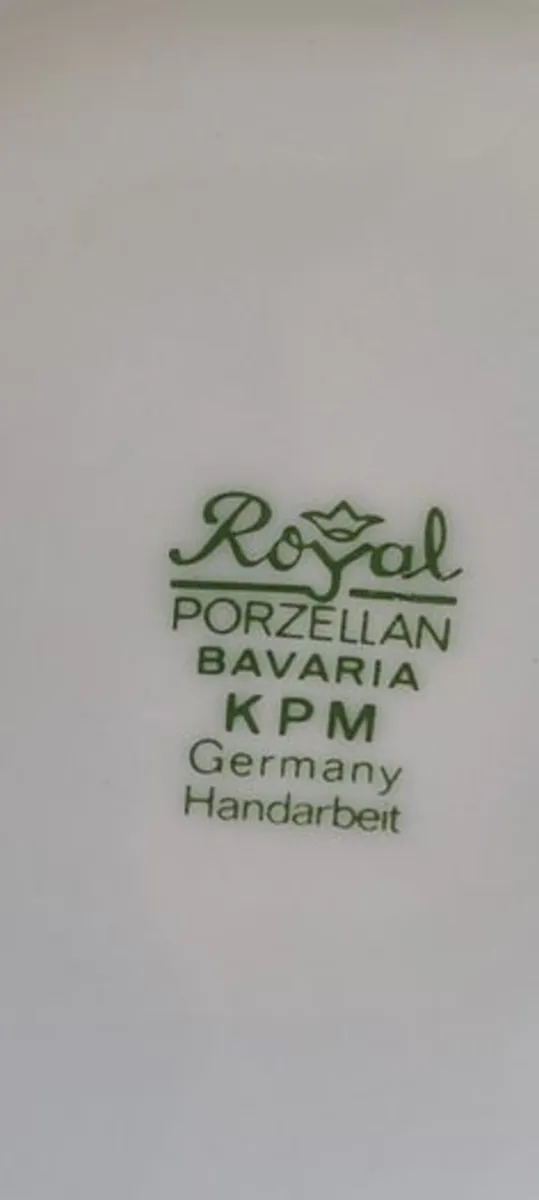 Royal
PORZELLAN
BAVARIA
KPM
Germany
Handarbeit